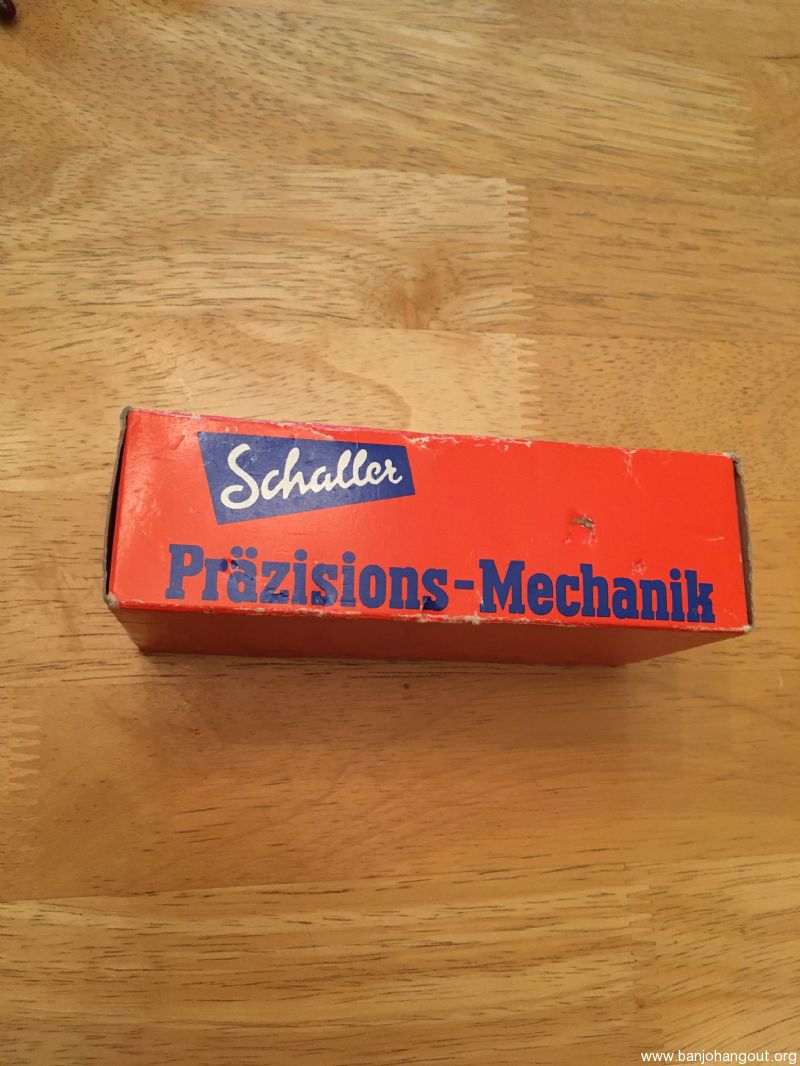 Schaller
Präzisions-Mechanik
www.banjohangout.org